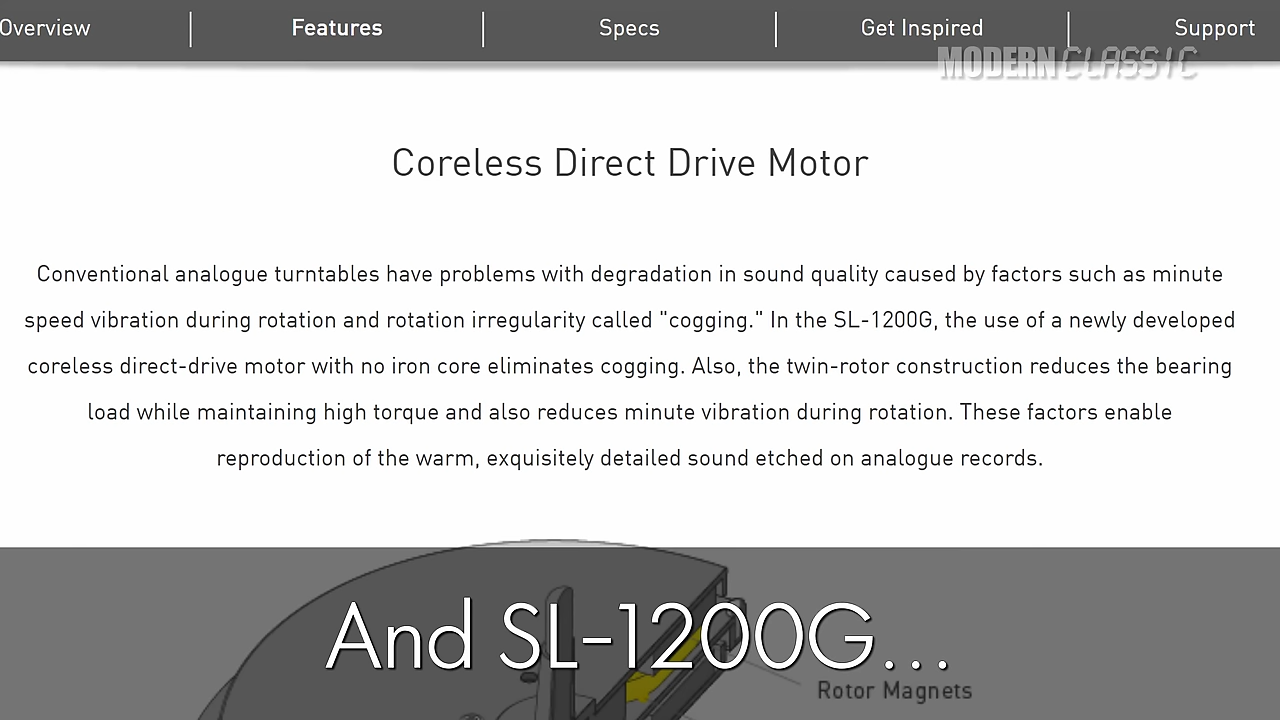 Overview
Features
Specs
Get Inspired
Support
MODERN CLASSIC
Coreless Direct Drive Motor
Conventional analogue turntables have problems with degradation in sound quality caused by factors such as minute
speed vibration during rotation and rotation irregularity called "cogging." In the SL-1200G, the use of a newly developed
coreless direct-drive motor with no iron core eliminates cogging. Also, the twin-rotor construction reduces the bearing
load while maintaining high torque and also reduces minute vibration during rotation. These factors enable
reproduction of the warm, exquisitely detailed sound etched on analogue records.
And SL-1200G...
Rotor Magnets